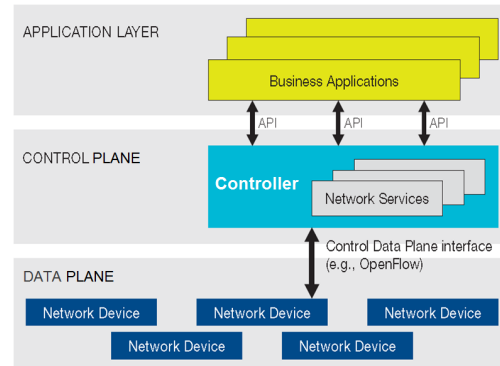 APPLICATION LAYER
Business Applications
API API API
CONTROL PLANE
Controller
Network Services
Control Data Plane interface
(e.g., OpenFlow)
DATA PLANE
Network Device Network Device Network Device
Network Device Network Device